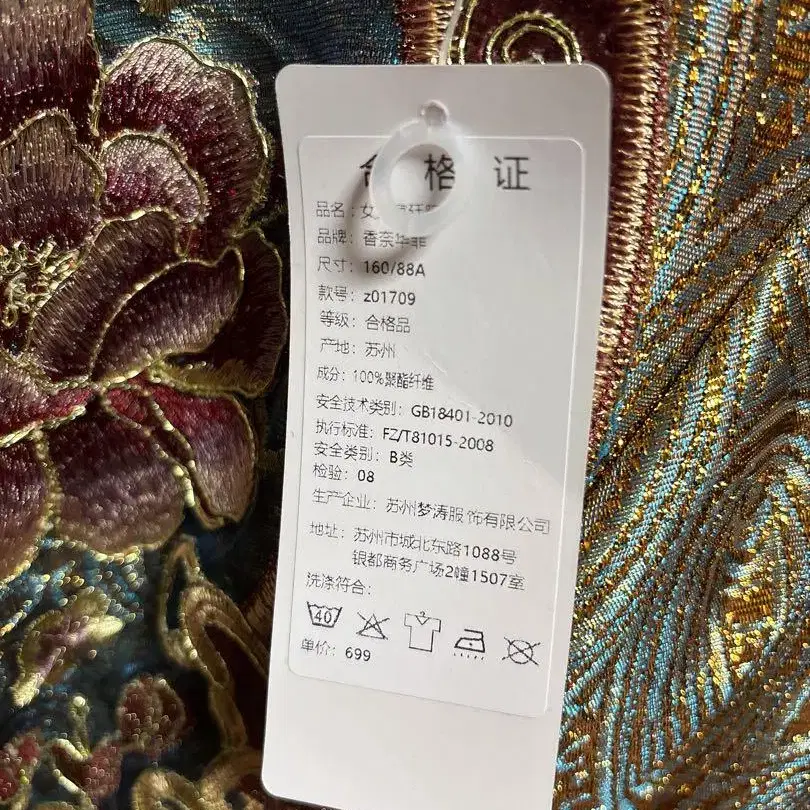 格 证
品名：女
品牌：香奈华菲
尺寸：160/88A
款号：z01709
等级：合格品
产地：苏州
成分：100%聚酯纤维
安全技术类别：GB18401-2010
执行标准：FZ/T81015-2008
安全类别：B类
检验：08
生产企业：苏州梦涛服饰有限公司
地址：苏州市城北东路1088号
银都商务广场2幢1507室
洗涤符合：
40
单价：699